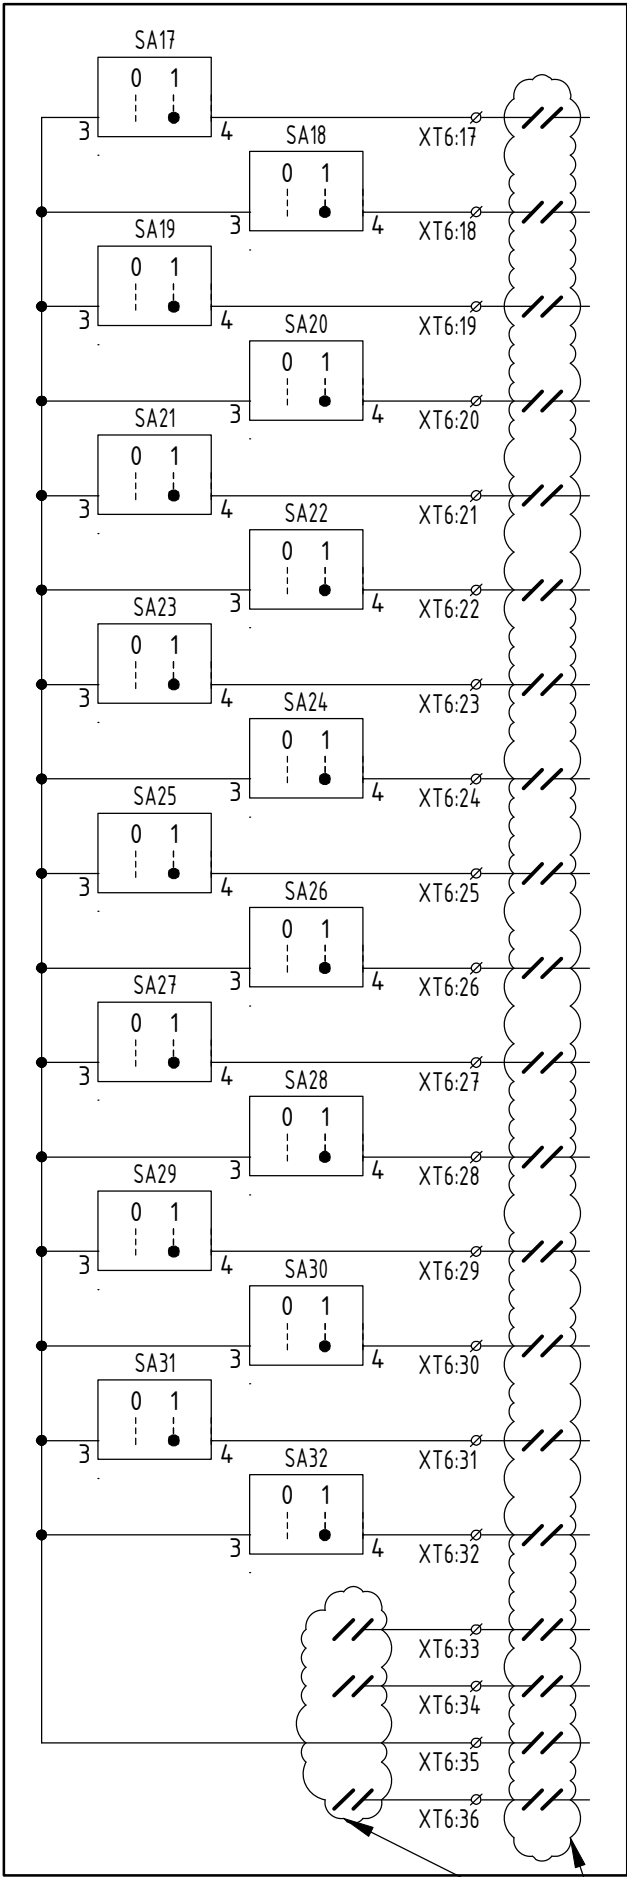 SA17
0 1
3 4 XT6:17
SA18
0 1
3 4 XT6:18
SA19
0 1
3 4 XT6:19
SA20
0 1
3 4 XT6:20
SA21
0 1
3 4 XT6:21
SA22
0 1
3 4 XT6:22
SA23
0 1
3 4 XT6:23
SA24
0 1
3 4 XT6:24
SA25
0 1
3 4 XT6:25
SA26
0 1
3 4 XT6:26
SA27
0 1
3 4 XT6:27
SA28
0 1
3 4 XT6:28
SA29
0 1
3 4 XT6:29
SA30
0 1
3 4 XT6:30
SA31
0 1
3 4 XT6:31
SA32
0 1
3 4 XT6:32
XT6:33
XT6:34
XT6:35
XT6:36